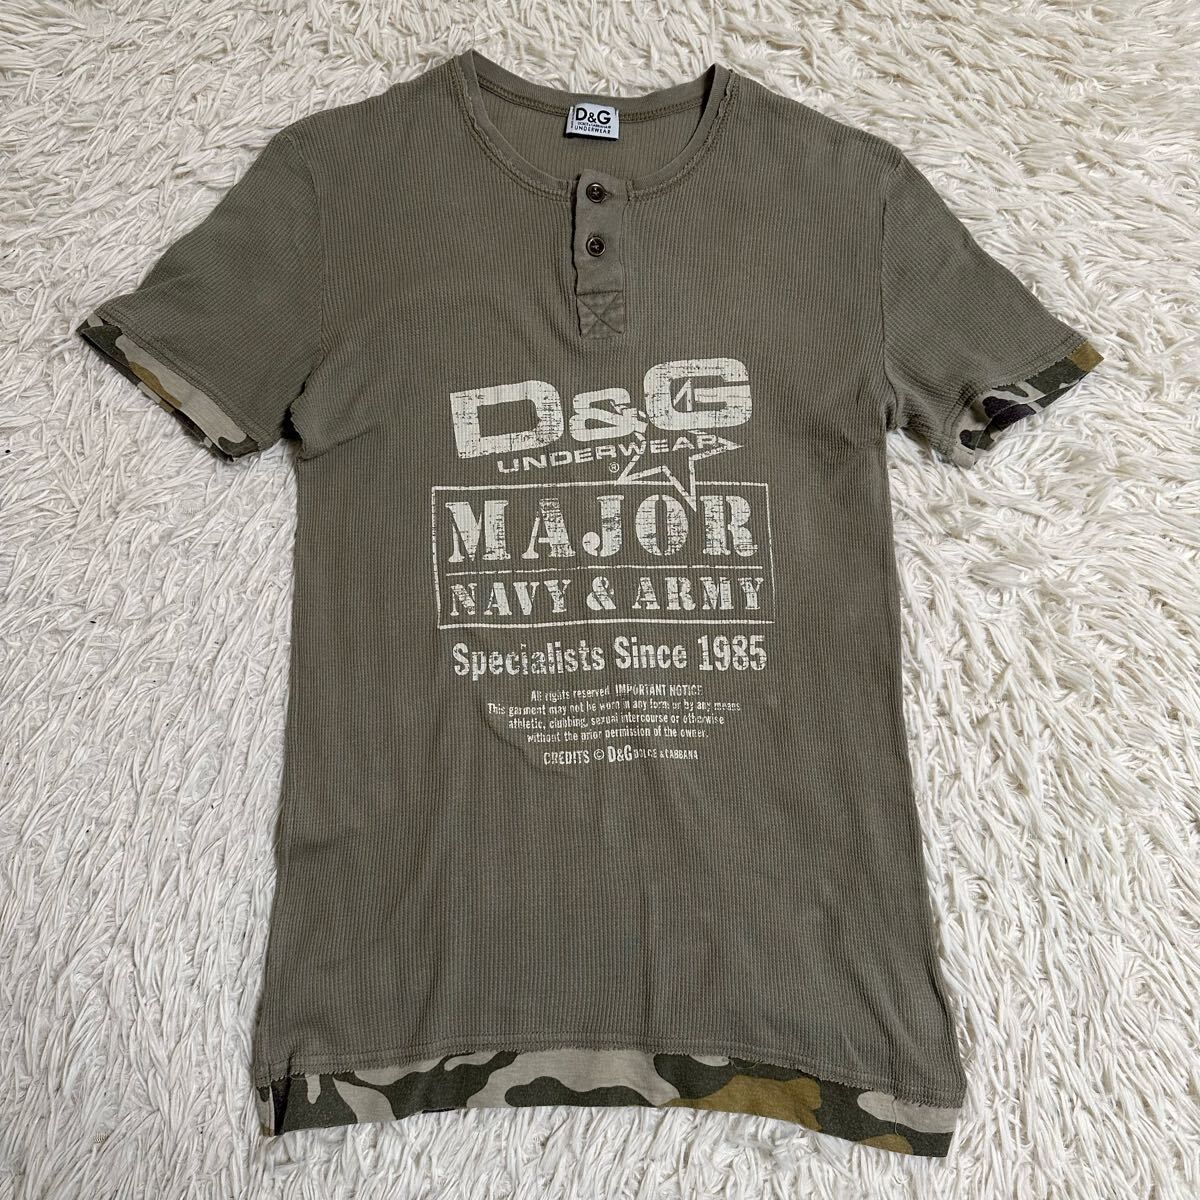 D&G
DOLCE & GABBANA
UNDERWEAR
D&G
UNDERWEAR
®
MAJOR
NAVY & ARMY
Specialists Since 1985
All rights reserved IMPORTANT NOTICE
This garment may not be worn in any form or by any means
athletic, clubbing, sexual intercourse or otherwise
without the prior permission of the owner.
CREDITS © D&G DOLCE & GABBANA